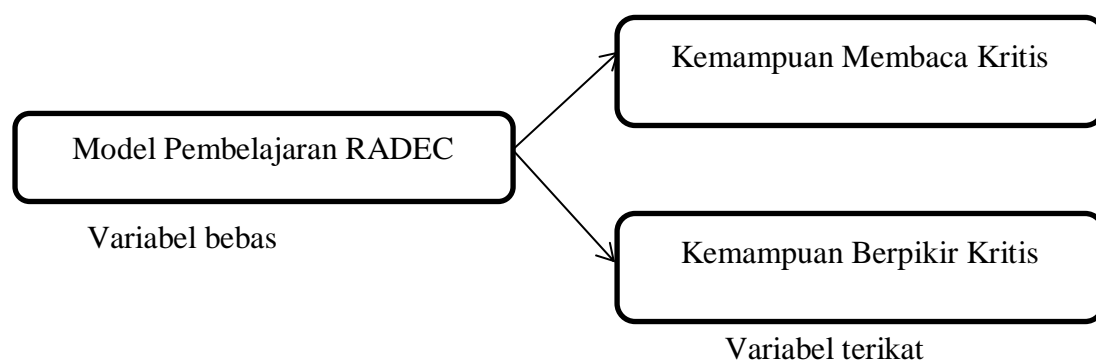 Kemampuan Membaca Kritis
Model Pembelajaran RADEC
Variabel bebas
Kemampuan Berpikir Kritis
Variabel terikat